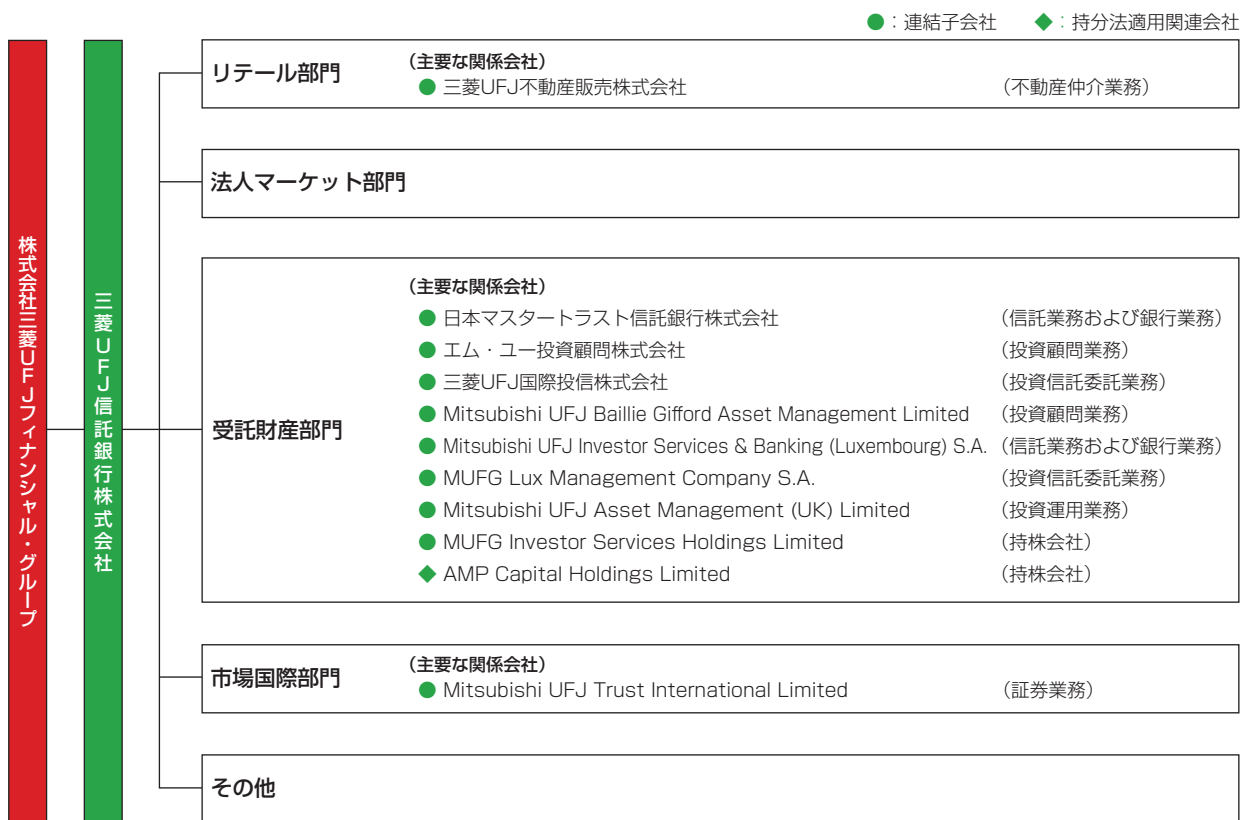 ●：連結子会社　◆：持分法適用関連会社
株式会社三菱UFJフィナンシャル・グループ
三菱UFJ信託銀行株式会社
リテール部門
（主要な関係会社）
● 三菱UFJ不動産販売株式会社　（不動産仲介業務）
法人マーケット部門
受託財産部門
（主要な関係会社）
● 日本マスタートラスト信託銀行株式会社　（信託業務および銀行業務）
● エム・ユー投資顧問株式会社　（投資顧問業務）
● 三菱UFJ国際投信株式会社　（投資信託委託業務）
● Mitsubishi UFJ Baillie Gifford Asset Management Limited　（投資顧問業務）
● Mitsubishi UFJ Investor Services & Banking (Luxembourg) S.A.　（信託業務および銀行業務）
● MUFG Lux Management Company S.A.　（投資信託委託業務）
● Mitsubishi UFJ Asset Management (UK) Limited　（投資運用業務）
● MUFG Investor Services Holdings Limited　（持株会社）
◆ AMP Capital Holdings Limited　（持株会社）
市場国際部門
（主要な関係会社）
● Mitsubishi UFJ Trust International Limited　（証券業務）
その他